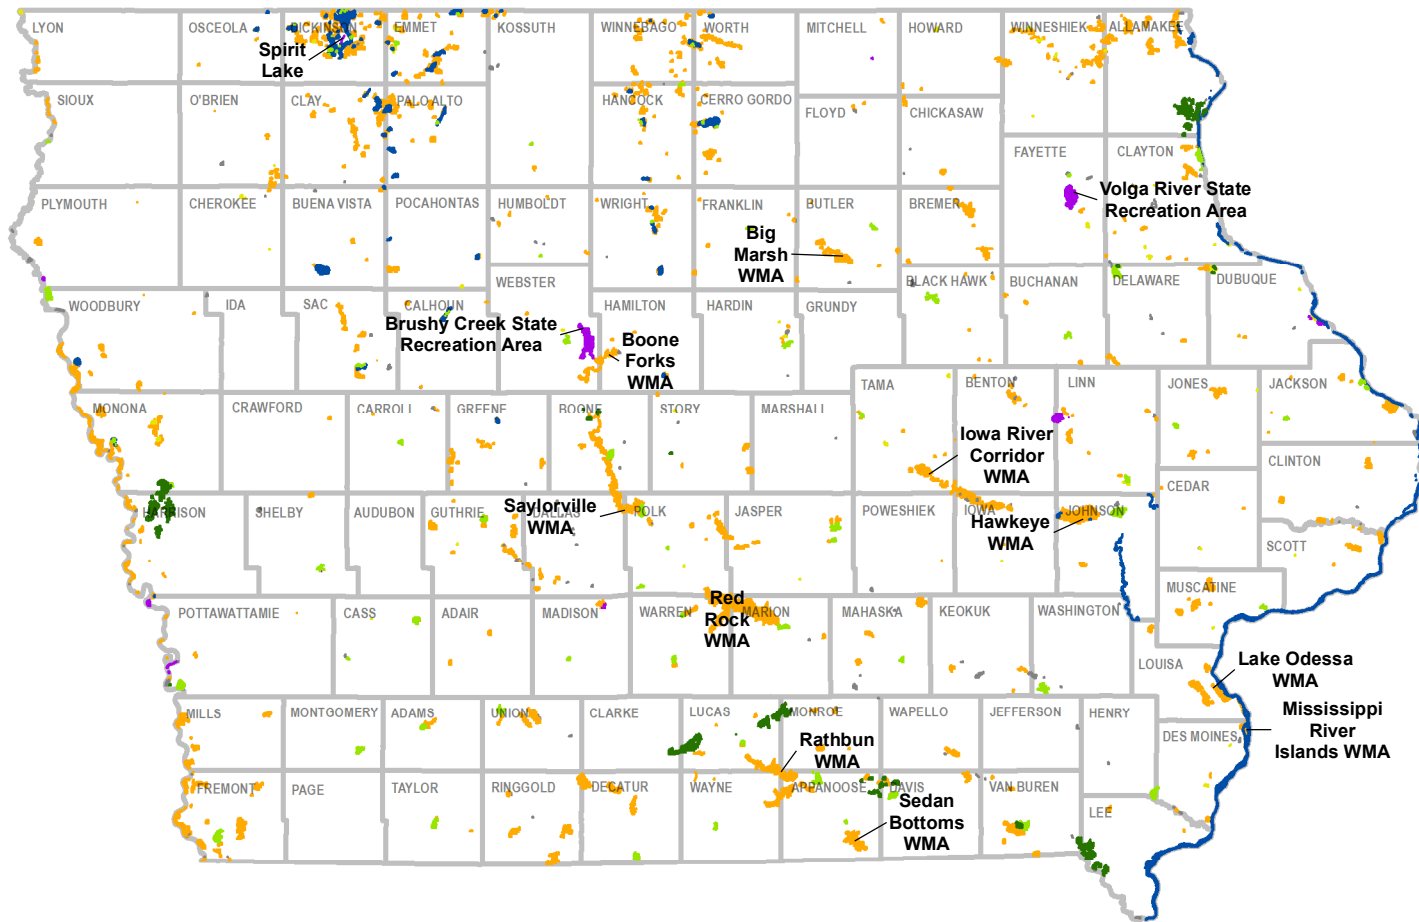 LYON
OSCEOLA
DICKINSON
EMMET
KOSSUTH
WINNEBAGO
WORTH
MITCHELL
HOWARD
WINNESHIEK
ALLAMAKEE
Spirit
Lake
SIOUX
O'BRIEN
CLAY
PALO ALTO
HANCOCK
CERRO GORDO
FLOYD
CHICKASAW
FAYETTE
CLAYTON
Volga River State
Recreation Area
PLYMOUTH
CHEROKEE
BUENA VISTA
POCAHONTAS
HUMBOLDT
WRIGHT
FRANKLIN
BUTLER
BREMER
Big
Marsh
WMA
WEBSTER
BLACK HAWK
BUCHANAN
DELAWARE
DUBUQUE
WOODBURY
IDA
SAC
CALHOUN
HAMILTON
HARDIN
GRUNDY
Brushy Creek State
Recreation Area
Boone
Forks
WMA
TAMA
BENTON
LINN
JONES
JACKSON
MONONA
CRAWFORD
CARROLL
GREENE
BOONE
STORY
MARSHALL
Iowa River
Corridor
WMA
CLINTON
CEDAR
HARRISON
SHELBY
AUDUBON
GUTHRIE
DALLAS
Saylorville
WMA
POLK
JASPER
POWESHIEK
IOWA
Hawkeye
WMA
JOHNSON
SCOTT
MUSCATINE
POTTAWATTAMIE
CASS
ADAIR
MADISON
WARREN
Red
Rock
WMA
MARION
MAHASKA
KEOKUK
WASHINGTON
LOUISA
Lake Odessa
WMA
MILLS
MONTGOMERY
ADAMS
UNION
CLARKE
LUCAS
MONROE
WAPELLO
JEFFERSON
HENRY
DES MOINES
Mississippi
River
Islands WMA
Rathbun
WMA
FREMONT
PAGE
TAYLOR
RINGGOLD
DECATUR
WAYNE
APPANOOSE
DAVIS
VAN BUREN
LEE
Sedan
Bottoms
WMA